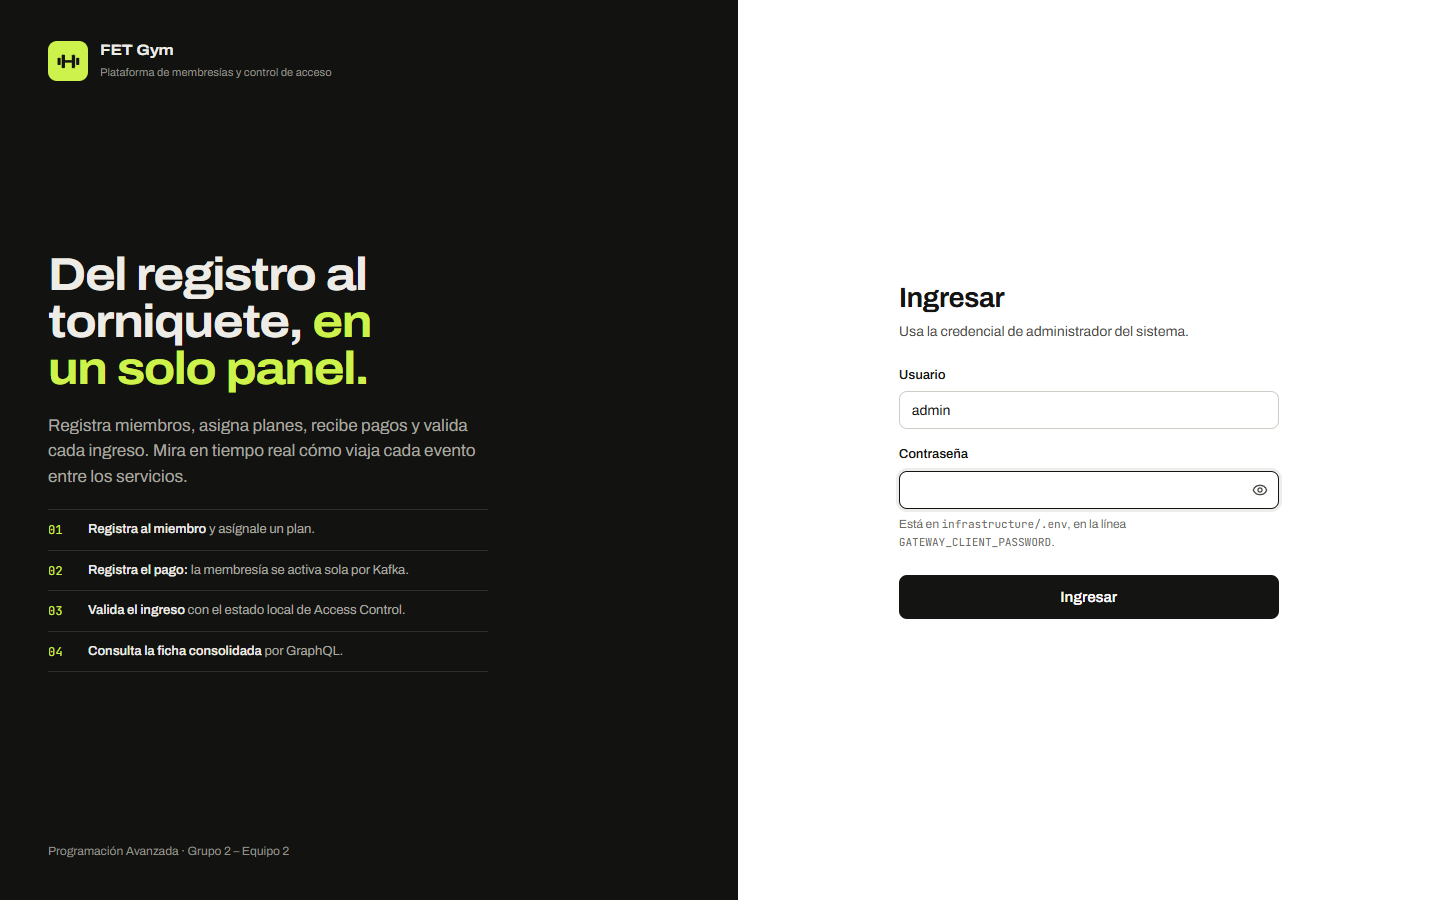 FET Gym
Plataforma de membresías y control de acceso
Del registro al
torniquete, en
un solo panel.
Registra miembros, asigna planes, recibe pagos y valida
cada ingreso. Mira en tiempo real cómo viaja cada evento
entre los servicios.
01 Registra al miembro y asígnale un plan.
02 Registra el pago: la membresía se activa sola por Kafka.
03 Valida el ingreso con el estado local de Access Control.
04 Consulta la ficha consolidada por GraphQL.
Programación Avanzada · Grupo 2 – Equipo 2
Ingresar
Usa la credencial de administrador del sistema.
Usuario
admin
Contraseña
Está en infrastructure/.env, en la línea
GATEWAY_CLIENT_PASSWORD.
Ingresar